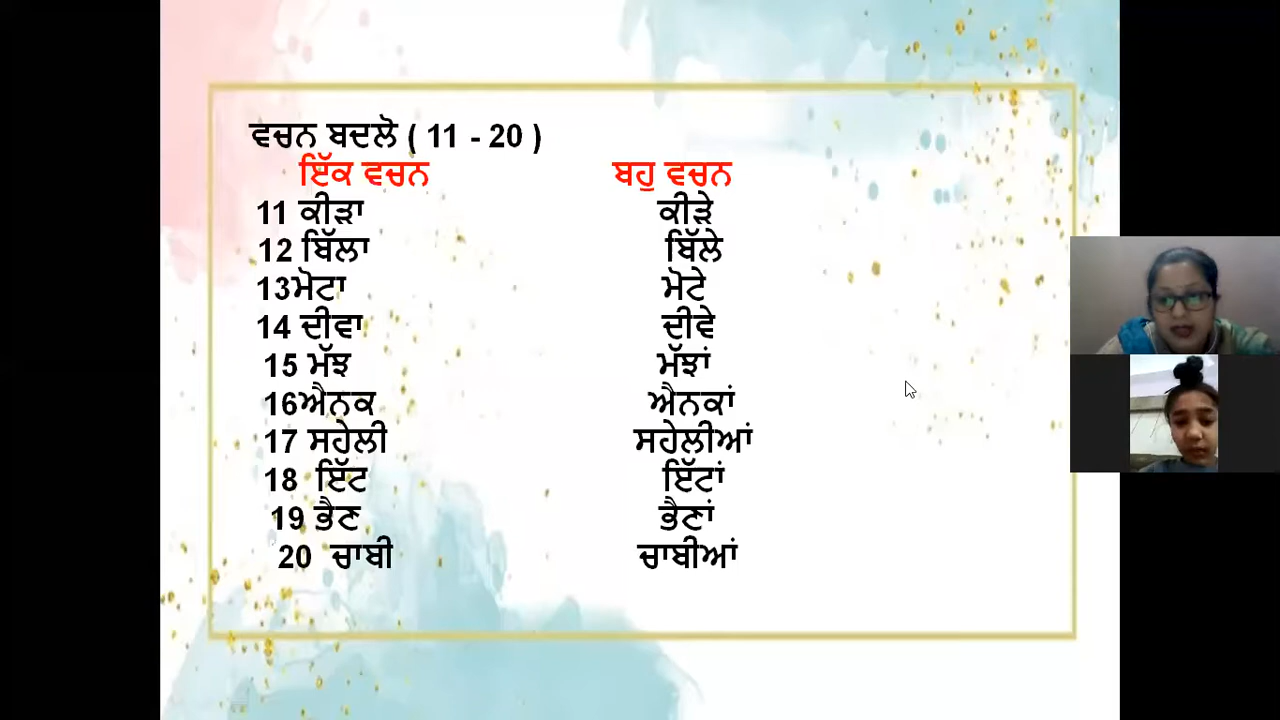 ਵਚਨ ਬਦਲੋ ( 11 - 20 )
ਇੱਕ ਵਚਨ ਬਹੁ ਵਚਨ
11 ਕੀੜਾ ਕੀੜੇ
12 ਬਿੱਲਾ ਬਿੱਲੇ
13ਮੋਟਾ ਮੋਟੇ
14 ਦੀਵਾ ਦੀਵੇ
15 ਮੱਝ ਮੱਝਾਂ
16ਐਨਕ ਐਨਕਾਂ
17 ਸਹੇਲੀ ਸਹੇਲੀਆਂ
18 ਇੱਟ ਇੱਟਾਂ
19 ਭੈਣ ਭੈਣਾਂ
20 ਚਾਬੀ ਚਾਬੀਆਂ